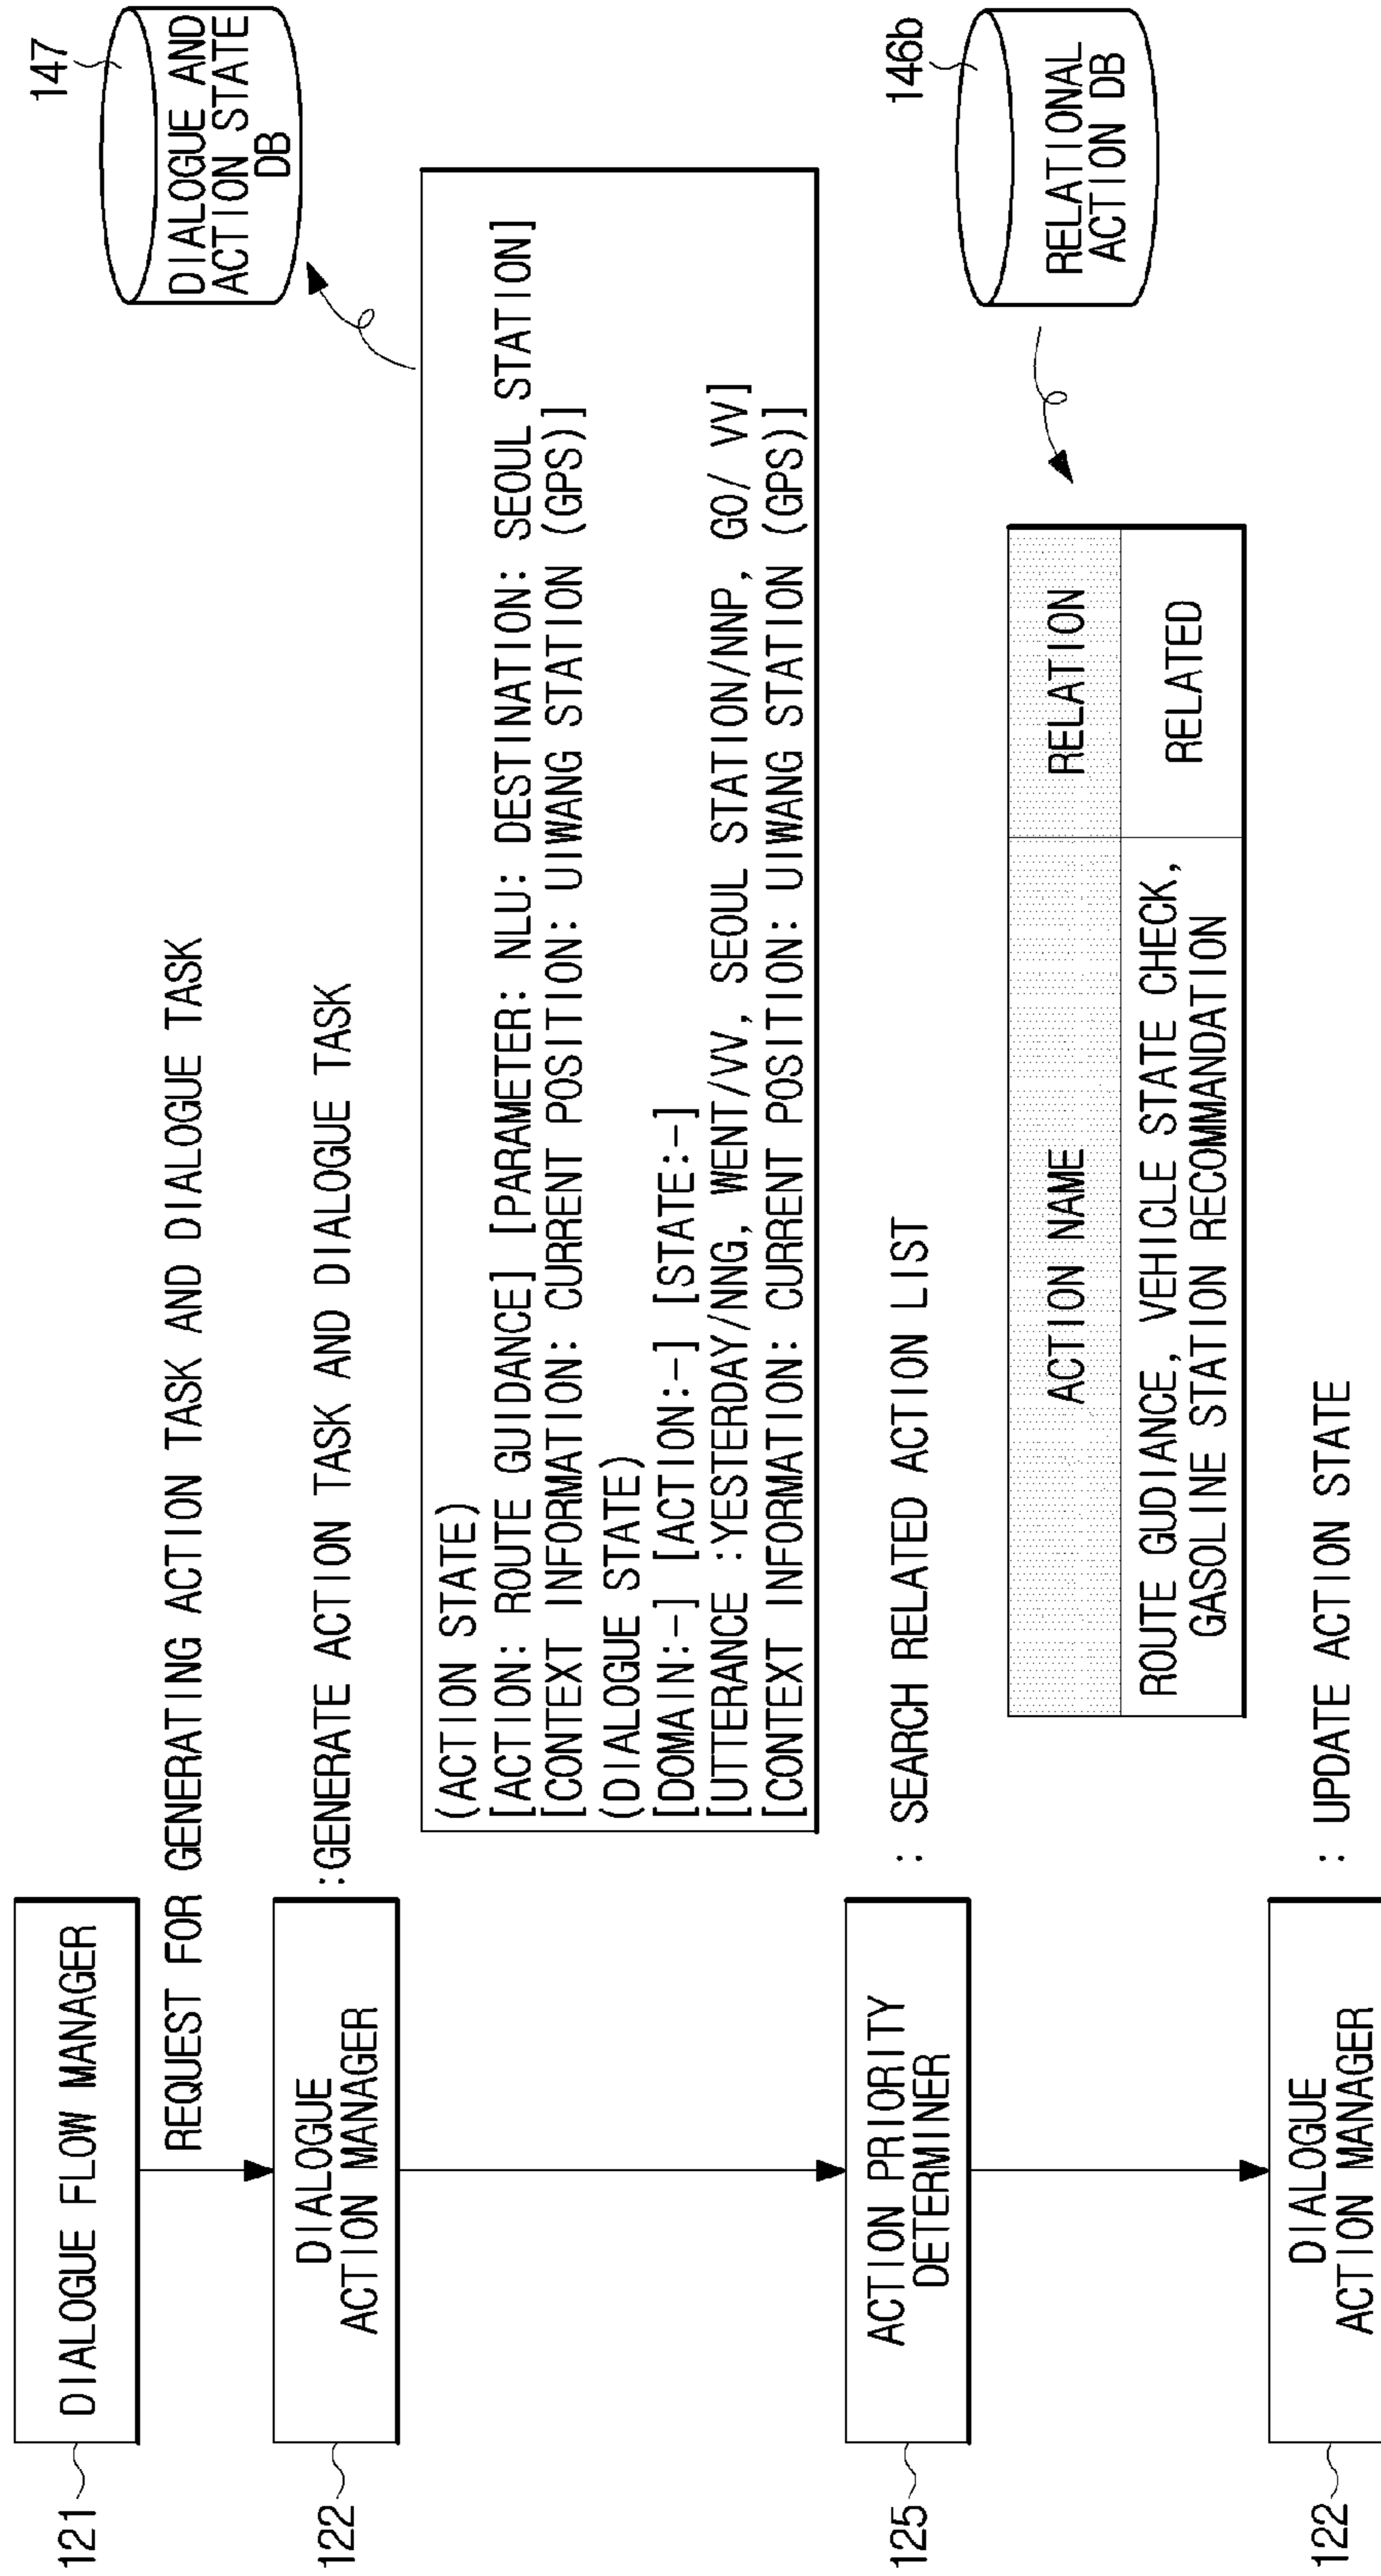 121
DIALOGUE FLOW MANAGER
REQUEST FOR GENERATING ACTION TASK AND DIALOGUE TASK
147
DIALOGUE AND
ACTION STATE
DB
122
DIALOGUE
ACTION MANAGER
:GENERATE ACTION TASK AND DIALOGUE TASK
(ACTION STATE)
[ACTION: ROUTE GUIDANCE] [PARAMETER: NLU: DESTINATION: SEOUL STATION]
[CONTEXT INFORMATION: CURRENT POSITION: UIWANG STATION (GPS)]
(DIALOGUE STATE)
[DOMAIN:-] [ACTION:-] [STATE:-]
[UTTERANCE :YESTERDAY/NNG, WENT/VV, SEOUL STATION/NNP, GO/ VV]
[CONTEXT INFORMATION: CURRENT POSITION: UIWANG STATION (GPS)]
125
ACTION PRIORITY
DETERMINER
: SEARCH RELATED ACTION LIST
146b
RELATIONAL
ACTION DB
ACTION NAME
RELATION
ROUTE GUDIANCE, VEHICLE STATE CHECK,
GASOLINE STATION RECOMMANDATION
RELATED
122
DIALOGUE
ACTION MANAGER
: UPDATE ACTION STATE